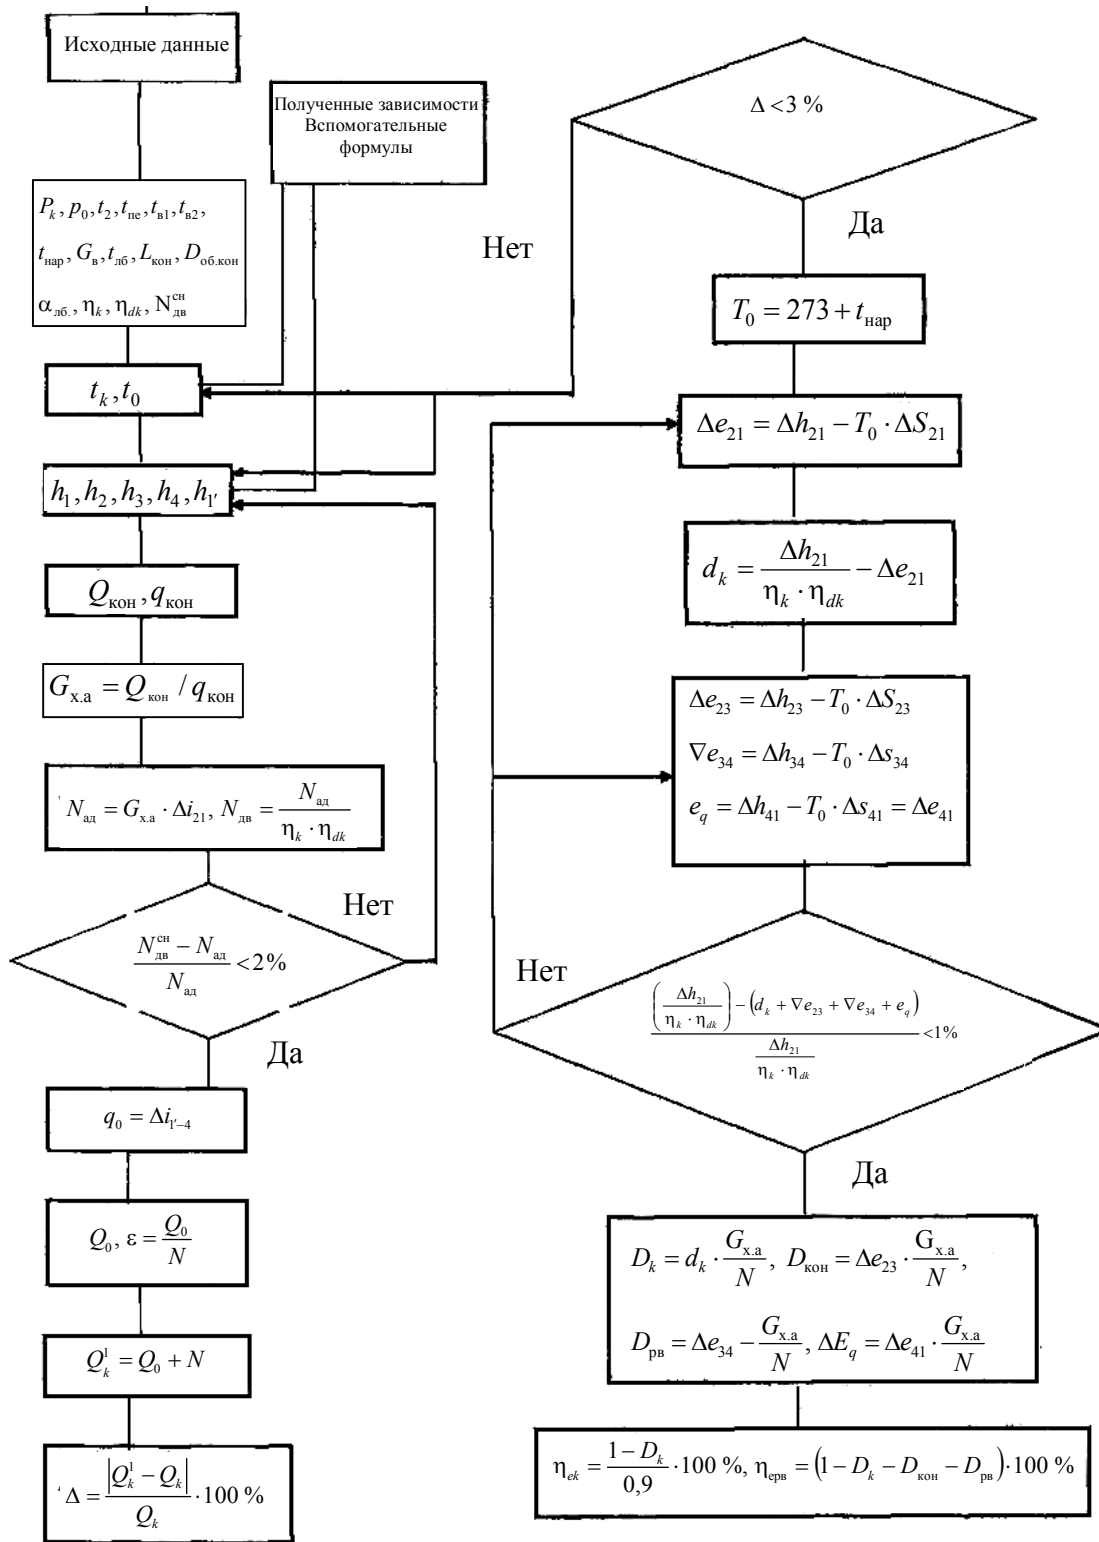 Исходные данные
Полученные зависимости
Вспомогательные
формулы
P_k, p_0, t_2, t_пе, t_в1, t_в2,
t_нар, G_в, t_лб, L_кон, D_об.кон
α_лб., η_k, η_dk, N_дв^сн
t_k, t_0
h_1, h_2, h_3, h_4, h_1'
Q_кон, q_кон
G_х.а = Q_кон / q_кон
N_ад = G_х.а · Δi_21, N_дв = N_ад / (η_k · η_dk)
Нет
(N_дв^сн − N_ад) / N_ад < 2%
Да
q_0 = Δi_1'−4
Q_0, ε = Q_0 / N
Q_k^1 = Q_0 + N
Δ = |Q_k^1 − Q_k| / Q_k · 100 %
Δ < 3 %
Нет
Да
T_0 = 273 + t_нар
Δe_21 = Δh_21 − T_0 · ΔS_21
d_k = Δh_21 / (η_k · η_dk) − Δe_21
Δe_23 = Δh_23 − T_0 · ΔS_23
∇e_34 = Δh_34 − T_0 · Δs_34
e_q = Δh_41 − T_0 · Δs_41 = Δe_41
Нет
((Δh_21 / (η_k · η_dk)) − (d_k + ∇e_23 + ∇e_34 + e_q)) / (Δh_21 / (η_k · η_dk)) < 1%
Да
D_k = d_k · G_х.а / N, D_кон = Δe_23 · G_х.а / N,
D_рв = Δe_34 − G_х.а / N, ΔE_q = Δe_41 · G_х.а / N
η_ek = (1 − D_k) / 0,9 · 100 %, η_ерв = (1 − D_k − D_кон − D_рв) · 100 %